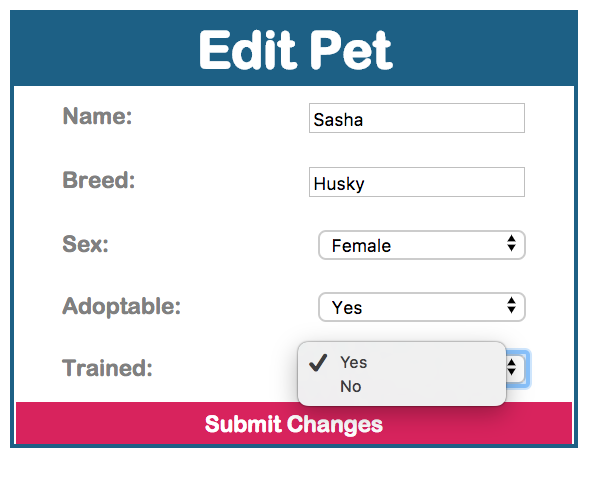 Edit Pet
Name: Sasha
Breed: Husky
Sex: Female
Adoptable: Yes
Trained: Yes
No
Submit Changes